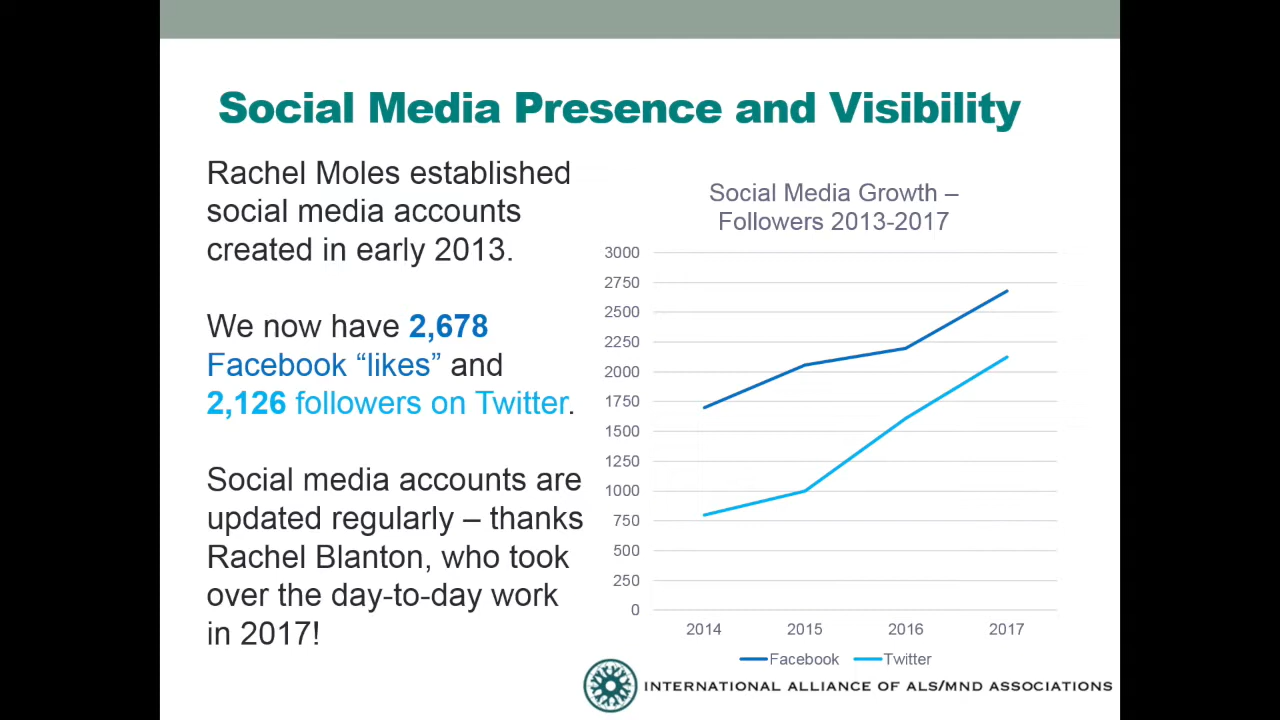 Social Media Presence and Visibility
Rachel Moles established
social media accounts
created in early 2013.
We now have 2,678
Facebook “likes” and
2,126 followers on Twitter.
Social media accounts are
updated regularly – thanks
Rachel Blanton, who took
over the day-to-day work
in 2017!
Social Media Growth –
Followers 2013-2017
3000
2750
2500
2250
2000
1750
1500
1250
1000
750
500
250
0
2014 2015 2016 2017
Facebook Twitter
INTERNATIONAL ALLIANCE OF ALS/MND ASSOCIATIONS